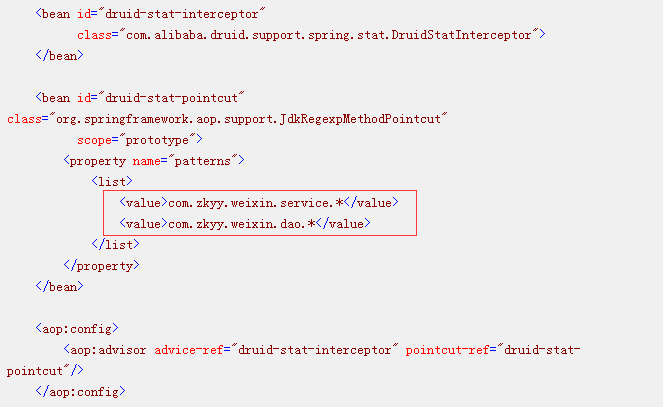 <bean id="druid-stat-interceptor"
class="com.alibaba.druid.support.spring.stat.DruidStatInterceptor">
</bean>
<bean id="druid-stat-pointcut"
class="org.springframework.aop.support.JdkRegexpMethodPointcut"
scope="prototype">
<property name="patterns">
<list>
<value>com.zkyy.weixin.service.*</value>
<value>com.zkyy.weixin.dao.*</value>
</list>
</property>
</bean>
<aop:config>
<aop:advisor advice-ref="druid-stat-interceptor" pointcut-ref="druid-stat-
pointcut"/>
</aop:config>